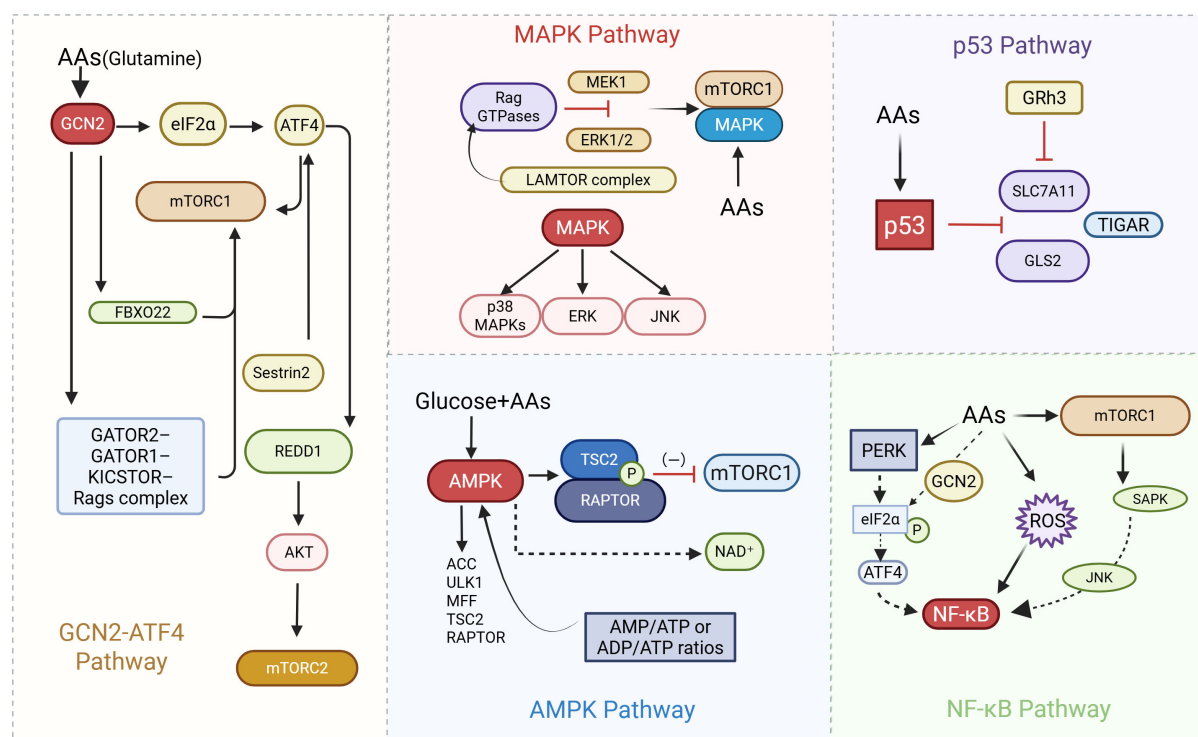 AAs(Glutamine)
GCN2
eIF2α
ATF4
mTORC1
FBXO22
Sestrin2
GATOR2–
GATOR1–
KICSTOR–
Rags complex
REDD1
AKT
mTORC2
GCN2-ATF4
Pathway
MAPK Pathway
Rag
GTPases
MEK1
ERK1/2
mTORC1
MAPK
LAMTOR complex
AAs
MAPK
p38
MAPKs
ERK
JNK
p53 Pathway
AAs
GRh3
SLC7A11
p53
TIGAR
GLS2
Glucose+AAs
AMPK
TSC2
P
RAPTOR
(–)
mTORC1
NAD⁺
ACC
ULK1
MFF
TSC2
RAPTOR
AMP/ATP or
ADP/ATP ratios
AMPK Pathway
AAs
mTORC1
PERK
GCN2
SAPK
eIF2α
P
ROS
ATF4
JNK
NF-κB
NF-κB Pathway